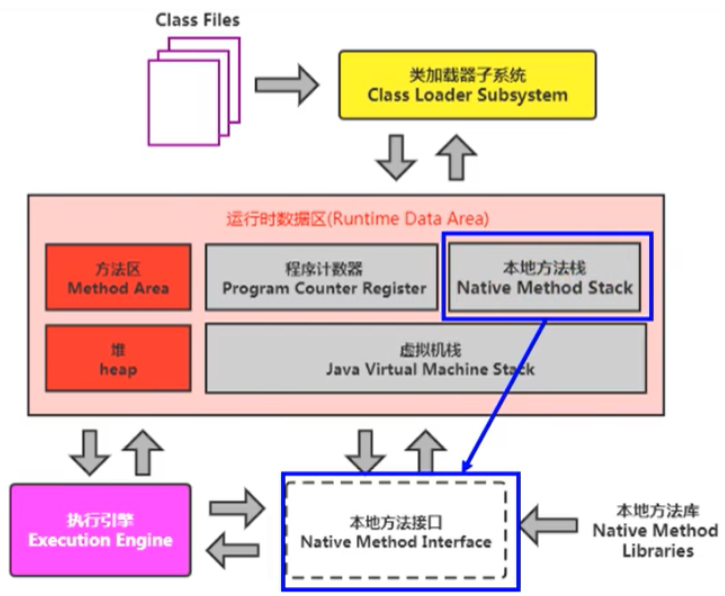 Class Files
类加载器子系统
Class Loader Subsystem
运行时数据区(Runtime Data Area)
方法区
Method Area
程序计数器
Program Counter Register
本地方法栈
Native Method Stack
堆
heap
虚拟机栈
Java Virtual Machine Stack
执行引擎
Execution Engine
本地方法接口
Native Method Interface
本地方法库
Native Method
Libraries